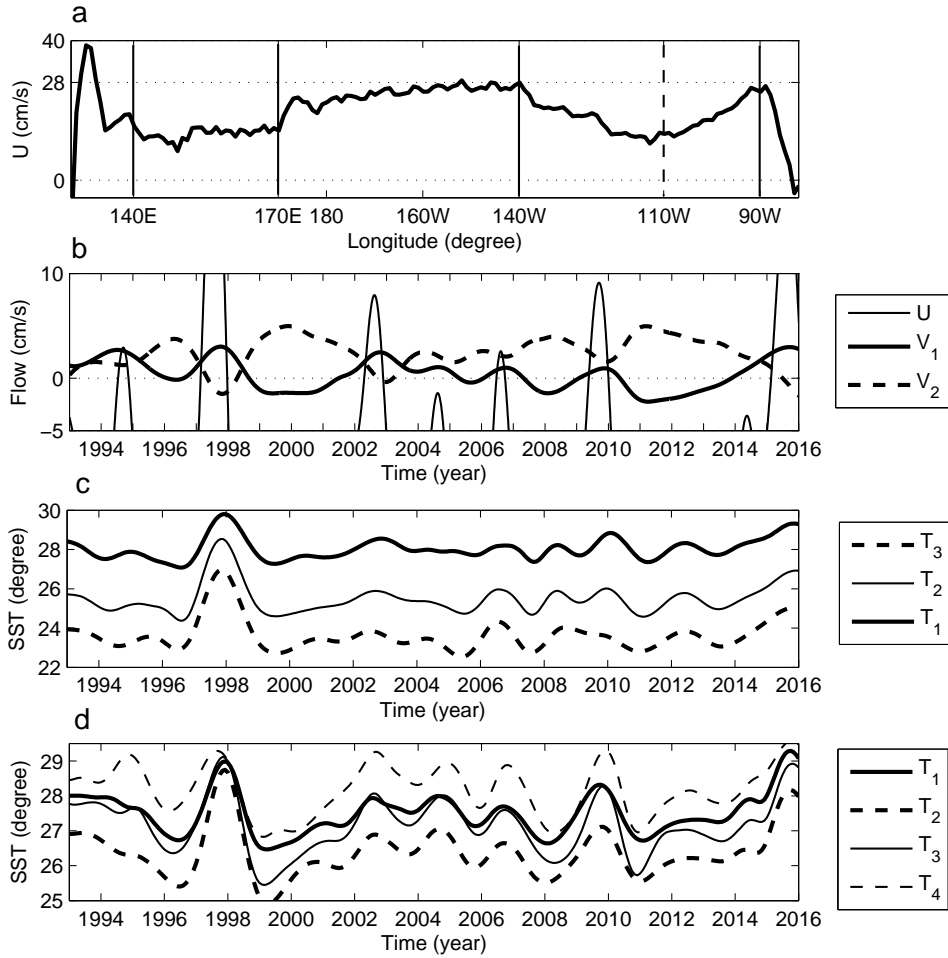 a
40
28
0
U (cm/s)
140E 170E 180 160W 140W 110W 90W
Longitude (degree)
b
10
5
0
−5
Flow (cm/s)
1994 1996 1998 2000 2002 2004 2006 2008 2010 2012 2014 2016
Time (year)
U
V1
V2
c
30
28
26
24
22
SST (degree)
1994 1996 1998 2000 2002 2004 2006 2008 2010 2012 2014 2016
Time (year)
T3
T2
T1
d
29
28
27
26
25
SST (degree)
1994 1996 1998 2000 2002 2004 2006 2008 2010 2012 2014 2016
Time (year)
T1
T2
T3
T4